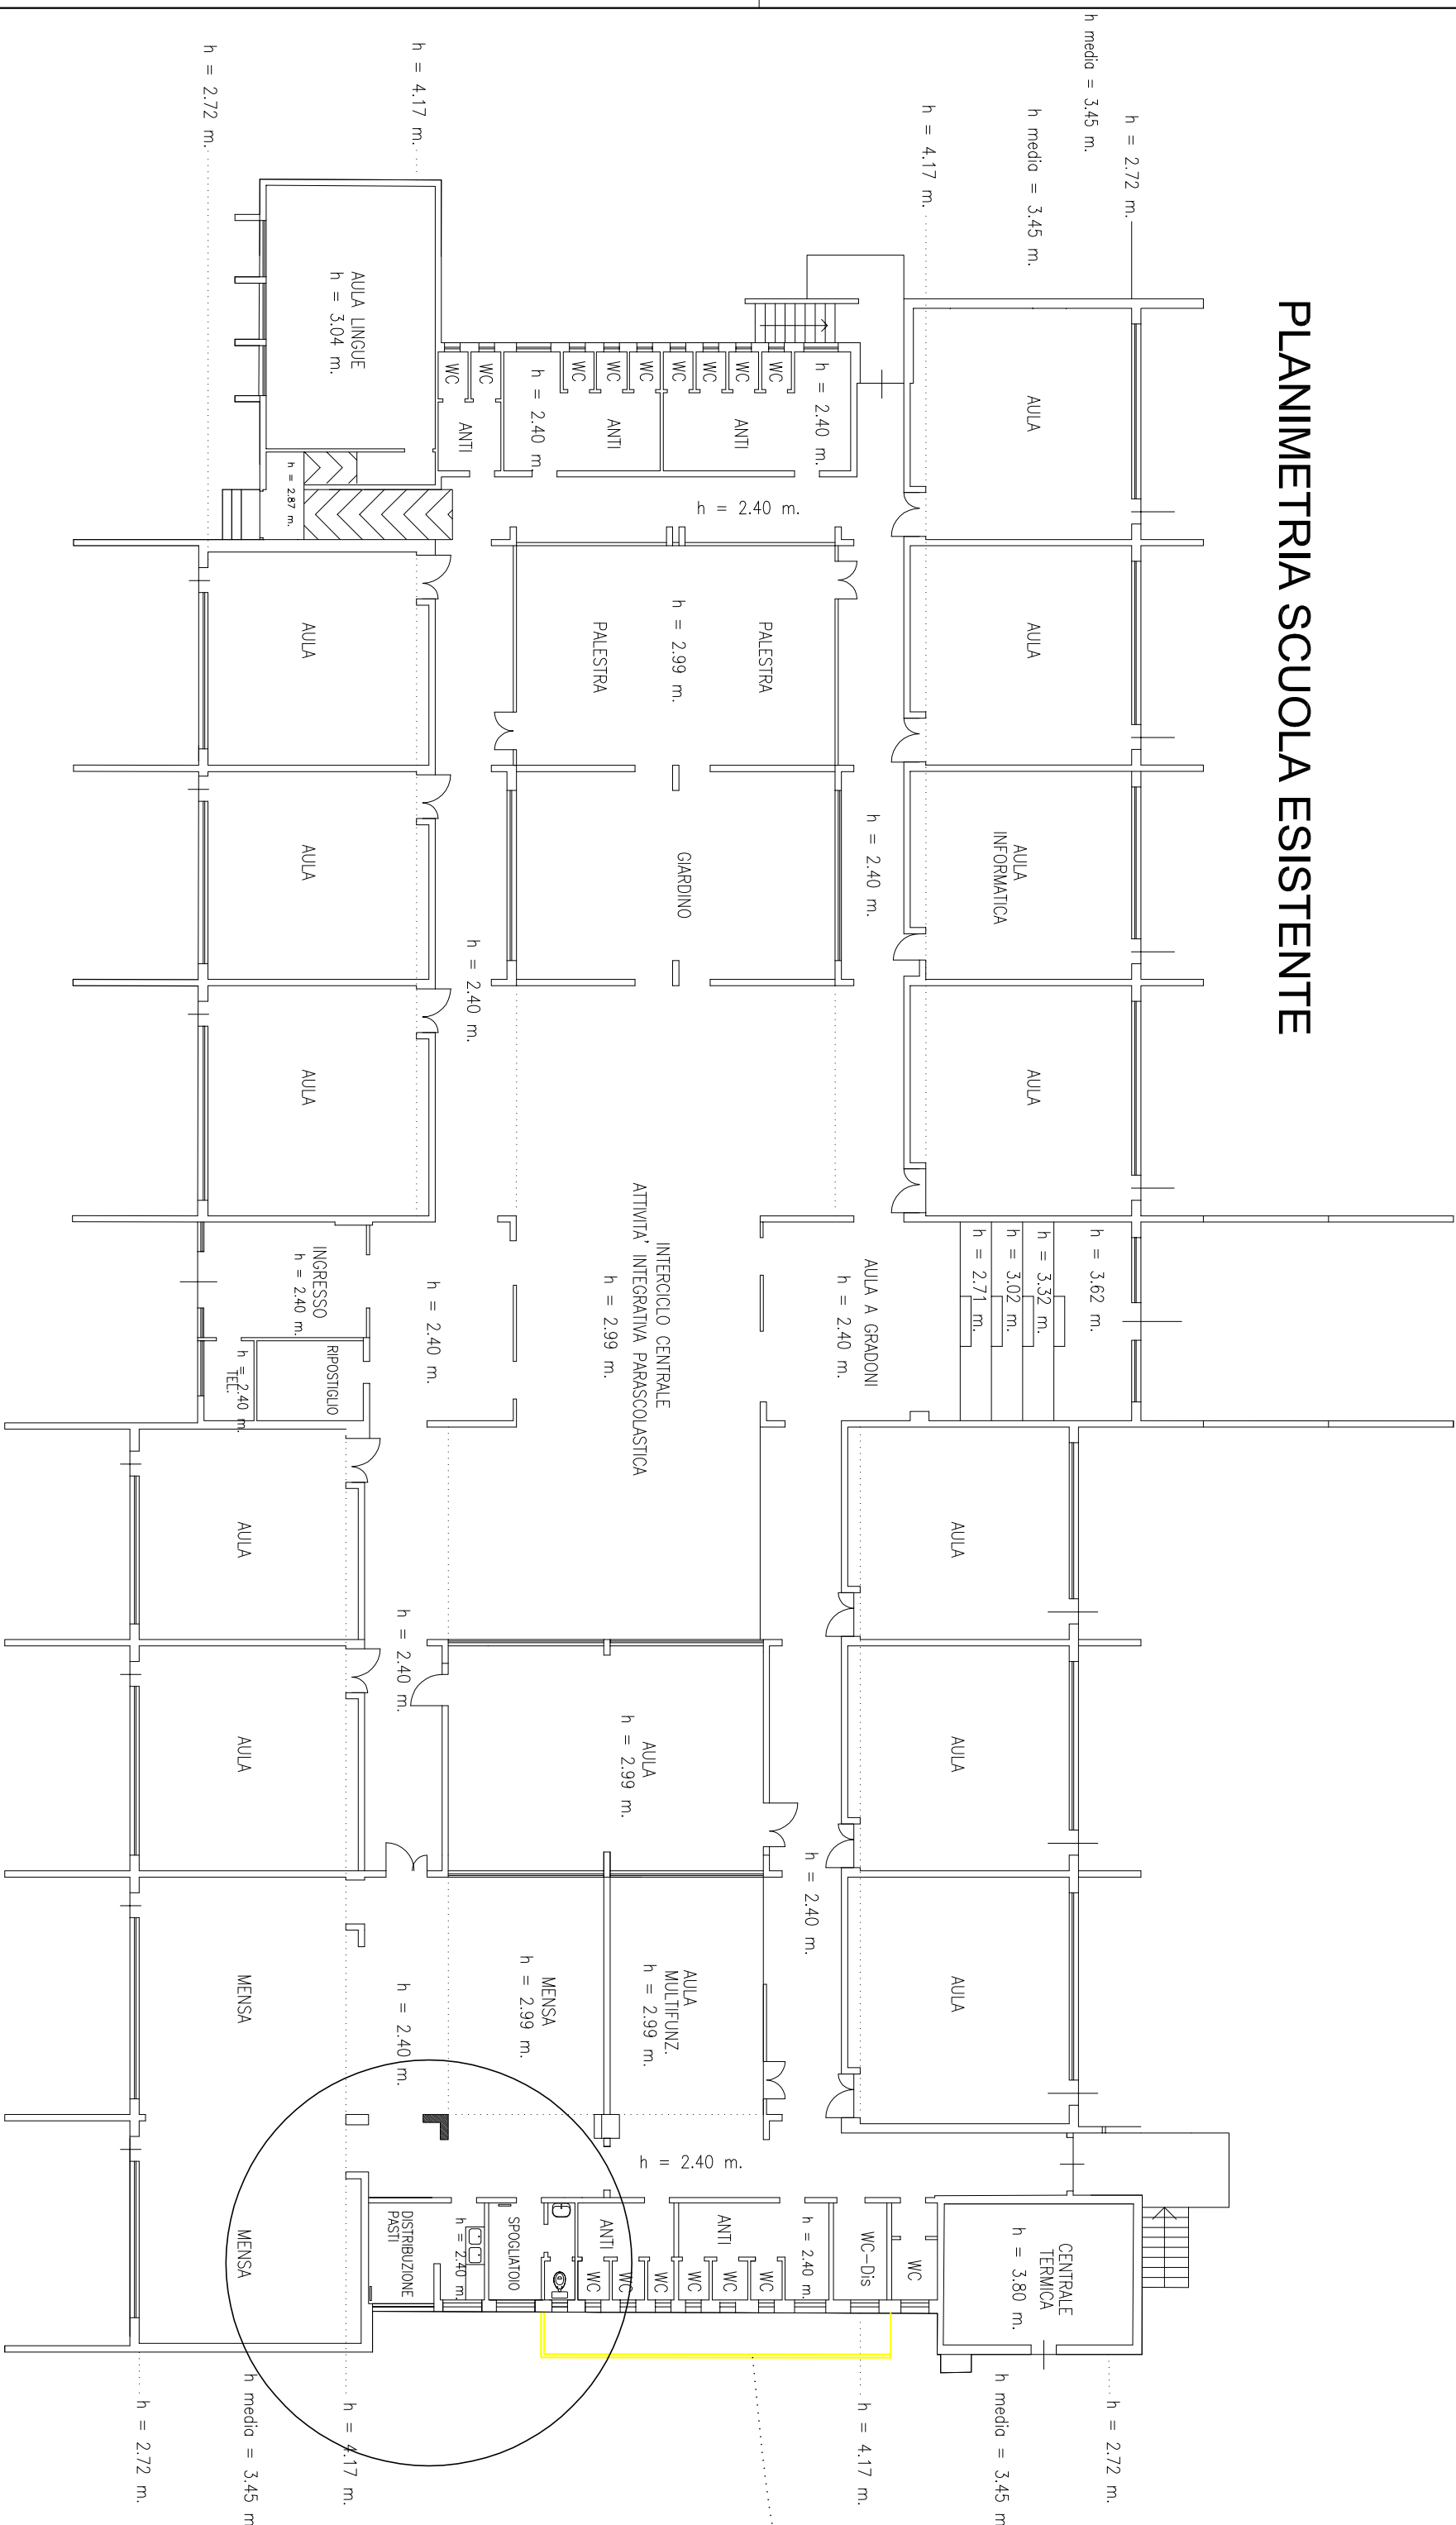 PLANIMETRIA SCUOLA ESISTENTE
h = 2.72 m.
h media = 3.45 m.
h media = 3.45 m.
h = 4.17 m.
AULA
AULA
AULA
INFORMATICA
AULA
h = 3.62 m.
h = 3.32 m.
h = 3.02 m.
h = 2.71 m.
AULA A GRADONI
h = 2.40 m.
AULA
AULA
AULA
CENTRALE
TERMICA
h = 3.80 m.
h = 2.72 m.
h media = 3.45 m
h = 4.17 m.
h = 2.40 m.
h = 2.40 m.
WC
WC
WC
WC
ANTI
WC
WC
WC
ANTI
h = 2.40 m.
WC
WC
ANTI
h = 2.40 m.
h = 2.40 m.
PALESTRA
h = 2.99 m.
PALESTRA
GIARDINO
INTERCICLO CENTRALE
ATTIVITA' INTEGRATIVA PARASCOLASTICA
h = 2.99 m.
AULA
h = 2.99 m.
AULA
MULTIFUNZ.
h = 2.99 m.
MENSA
h = 2.99 m.
h = 2.40 m.
WC
WC-Dis
h = 2.40 m.
ANTI
WC
WC
WC
ANTI
WC
WC
WC
SPOGLIATOIO
h = 2.40 m.
DISTRIBUZIONE
PASTI
h = 4.17 m.
h = 2.72 m.
AULA LINGUE
h = 3.04 m.
h = 2.87 m.
h = 2.40 m.
h = 2.40 m.
h = 2.40 m.
h = 2.40 m.
AULA
AULA
AULA
INGRESSO
h = 2.40 m.
RIPOSTIGLIO
h = 2.40 m.
TEL.
AULA
AULA
MENSA
MENSA
h = 4.17 m.
h media = 3.45 m
h = 2.72 m.